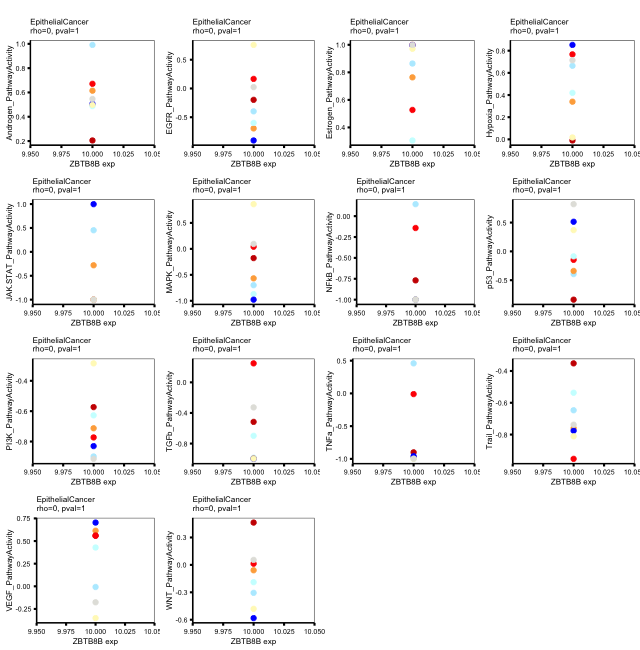 EpithelialCancer
rho=0, pval=1
Androgen_PathwayActivity
1.0
0.8
0.6
0.4
0.2
9.950 9.975 10.000 10.025 10.05
ZBTB8B exp
EpithelialCancer
rho=0, pval=1
EGFR_PathwayActivity
0.5
0.0
-0.5
9.950 9.975 10.000 10.025 10.05
ZBTB8B exp
EpithelialCancer
rho=0, pval=1
Estrogen_PathwayActivity
1.0
0.8
0.6
0.4
9.950 9.975 10.000 10.025 10.05
ZBTB8B exp
EpithelialCancer
rho=0, pval=1
Hypoxia_PathwayActivity
0.8
0.6
0.4
0.2
0.0
9.950 9.975 10.000 10.025 10.05
ZBTB8B exp
EpithelialCancer
rho=0, pval=1
JAK.STAT_PathwayActivity
1.0
0.5
0.0
-0.5
-1.0
9.950 9.975 10.000 10.025 10.05
ZBTB8B exp
EpithelialCancer
rho=0, pval=1
MAPK_PathwayActivity
0.5
0.0
-0.5
-1.0
9.950 9.975 10.000 10.025 10.05
ZBTB8B exp
EpithelialCancer
rho=0, pval=1
NFkB_PathwayActivity
0.00
-0.25
-0.50
-0.75
-1.00
9.950 9.975 10.000 10.025 10.05
ZBTB8B exp
EpithelialCancer
rho=0, pval=1
p53_PathwayActivity
0.5
0.0
-0.5
9.950 9.975 10.000 10.025 10.05
ZBTB8B exp
EpithelialCancer
rho=0, pval=1
PI3K_PathwayActivity
-0.4
-0.6
-0.8
9.950 9.975 10.000 10.025 10.05
ZBTB8B exp
EpithelialCancer
rho=0, pval=1
TGFb_PathwayActivity
0.0
-0.4
-0.8
9.950 9.975 10.000 10.025 10.05
ZBTB8B exp
EpithelialCancer
rho=0, pval=1
TNFa_PathwayActivity
0.5
0.0
-0.5
-1.0
9.950 9.975 10.000 10.025 10.05
ZBTB8B exp
EpithelialCancer
rho=0, pval=1
Trail_PathwayActivity
-0.4
-0.6
-0.8
9.950 9.975 10.000 10.025 10.05
ZBTB8B exp
EpithelialCancer
rho=0, pval=1
VEGF_PathwayActivity
0.75
0.50
0.25
0.00
-0.25
9.950 9.975 10.000 10.025 10.05
ZBTB8B exp
EpithelialCancer
rho=0, pval=1
WNT_PathwayActivity
0.3
0.0
-0.3
-0.6
9.950 9.975 10.000 10.025 10.050
ZBTB8B exp